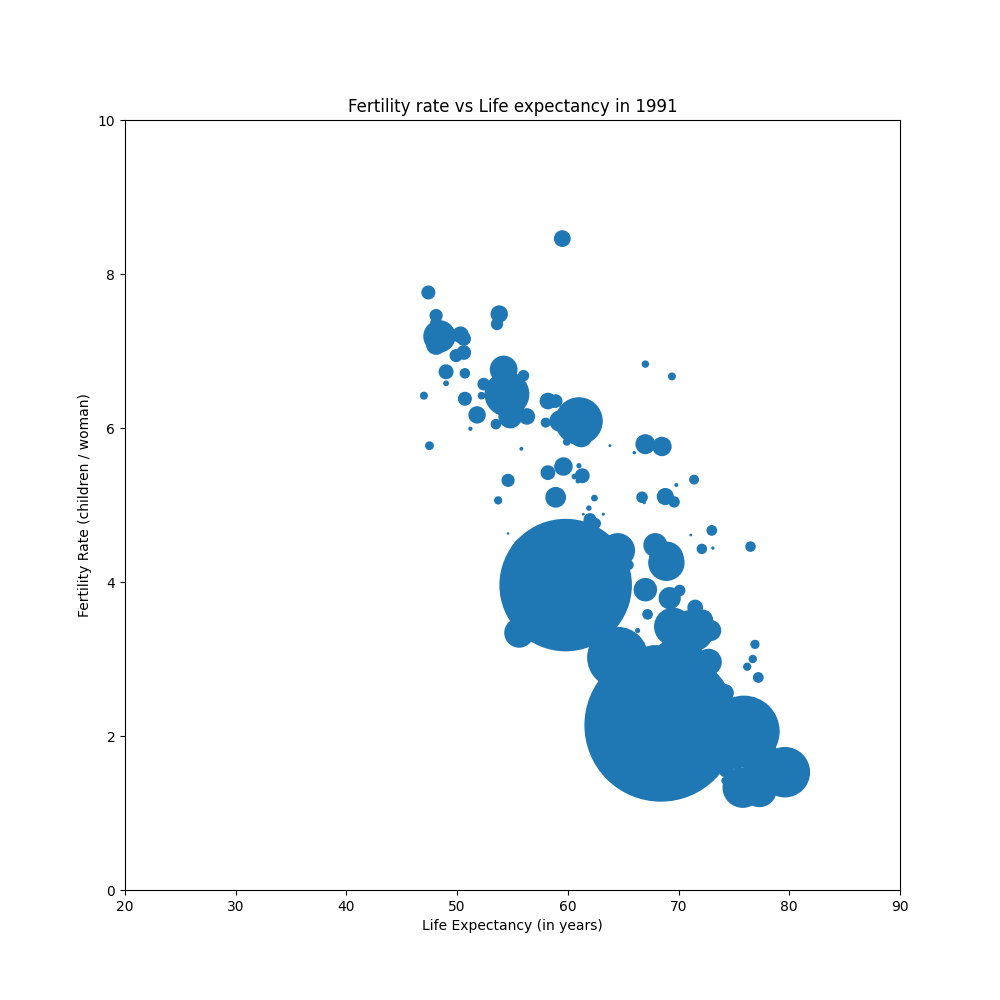 Fertility rate vs Life expectancy in 1991
10
8
6
4
2
0
Fertility Rate (children / woman)
20 30 40 50 60 70 80 90
Life Expectancy (in years)